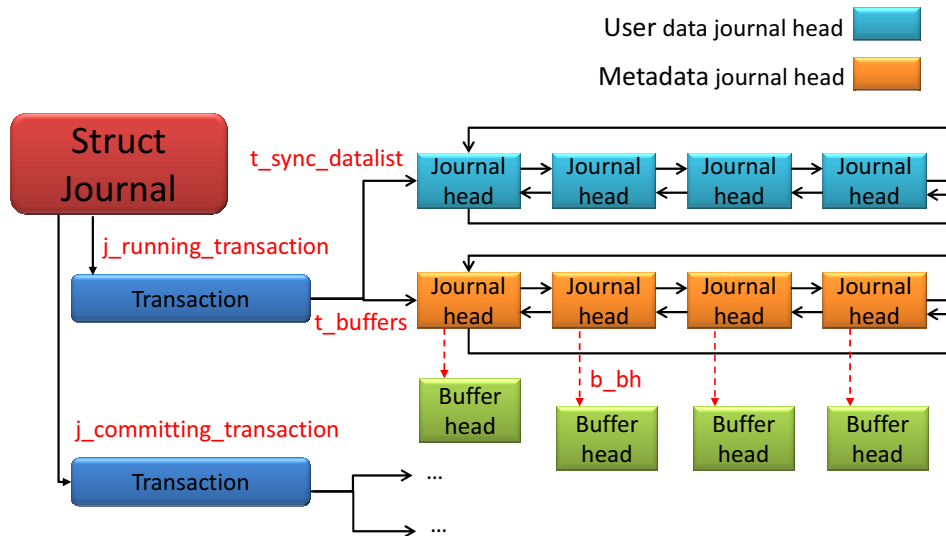 User data journal head
Metadata journal head
Struct
Journal
t_sync_datalist
Journal
head
Journal
head
Journal
head
Journal
head
j_running_transaction
Transaction
t_buffers
Journal
head
Journal
head
Journal
head
Journal
head
b_bh
Buffer
head
Buffer
head
Buffer
head
Buffer
head
j_committing_transaction
Transaction
...
...